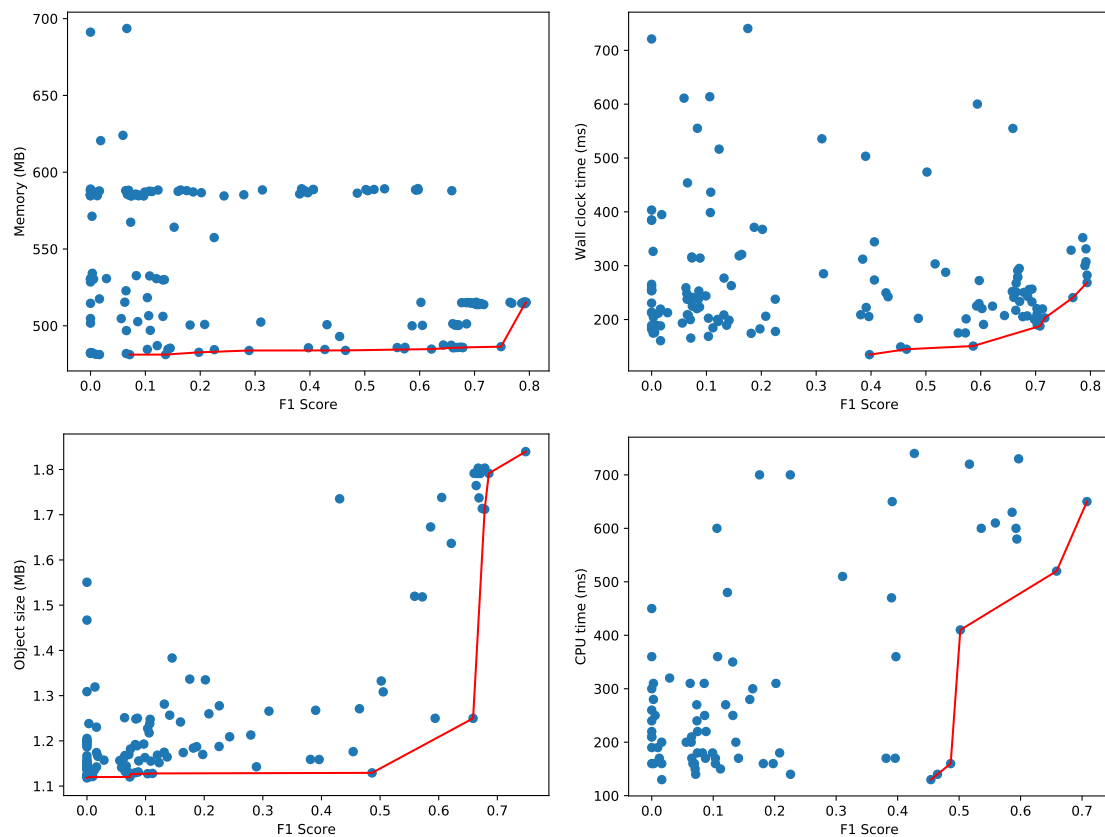 700
650
600
550
500
Memory (MB)
0.0 0.1 0.2 0.3 0.4 0.5 0.6 0.7 0.8
F1 Score
700
600
500
400
300
200
Wall clock time (ms)
0.0 0.1 0.2 0.3 0.4 0.5 0.6 0.7 0.8
F1 Score
1.8
1.7
1.6
1.5
1.4
1.3
1.2
1.1
Object size (MB)
0.0 0.1 0.2 0.3 0.4 0.5 0.6 0.7
F1 Score
700
600
500
400
300
200
100
CPU time (ms)
0.0 0.1 0.2 0.3 0.4 0.5 0.6 0.7
F1 Score